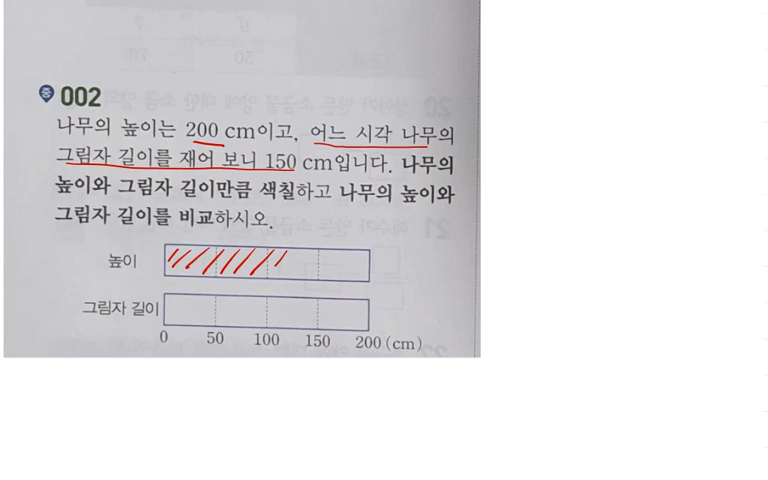 중 002
나무의 높이는 200 cm이고, 어느 시각 나무의
그림자 길이를 재어 보니 150 cm입니다. 나무의
높이와 그림자 길이만큼 색칠하고 나무의 높이와
그림자 길이를 비교하시오.
높이
그림자 길이
0 50 100 150 200 (cm)